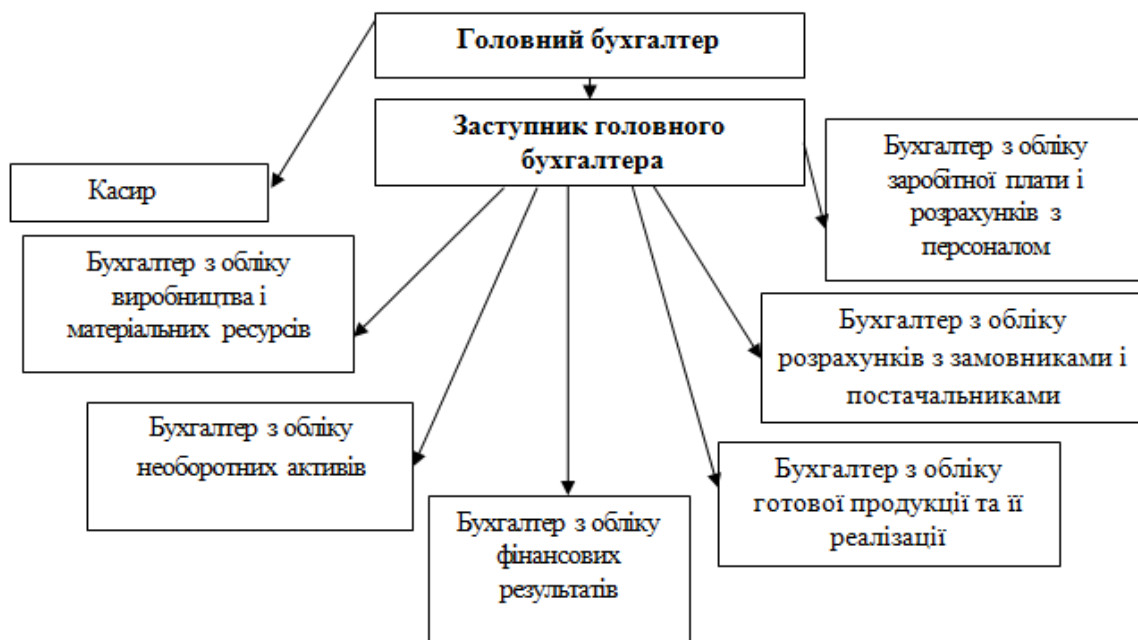 Головний бухгалтер
Заступник головного
бухгалтера
Касир
Бухгалтер з обліку
заробітної плати і
розрахунків з
персоналом
Бухгалтер з обліку
виробництва і
матеріальних ресурсів
Бухгалтер з обліку
розрахунків з замовниками і
постачальниками
Бухгалтер з обліку
необоротних активів
Бухгалтер з обліку
готової продукції та її
реалізації
Бухгалтер з обліку
фінансових
результатів